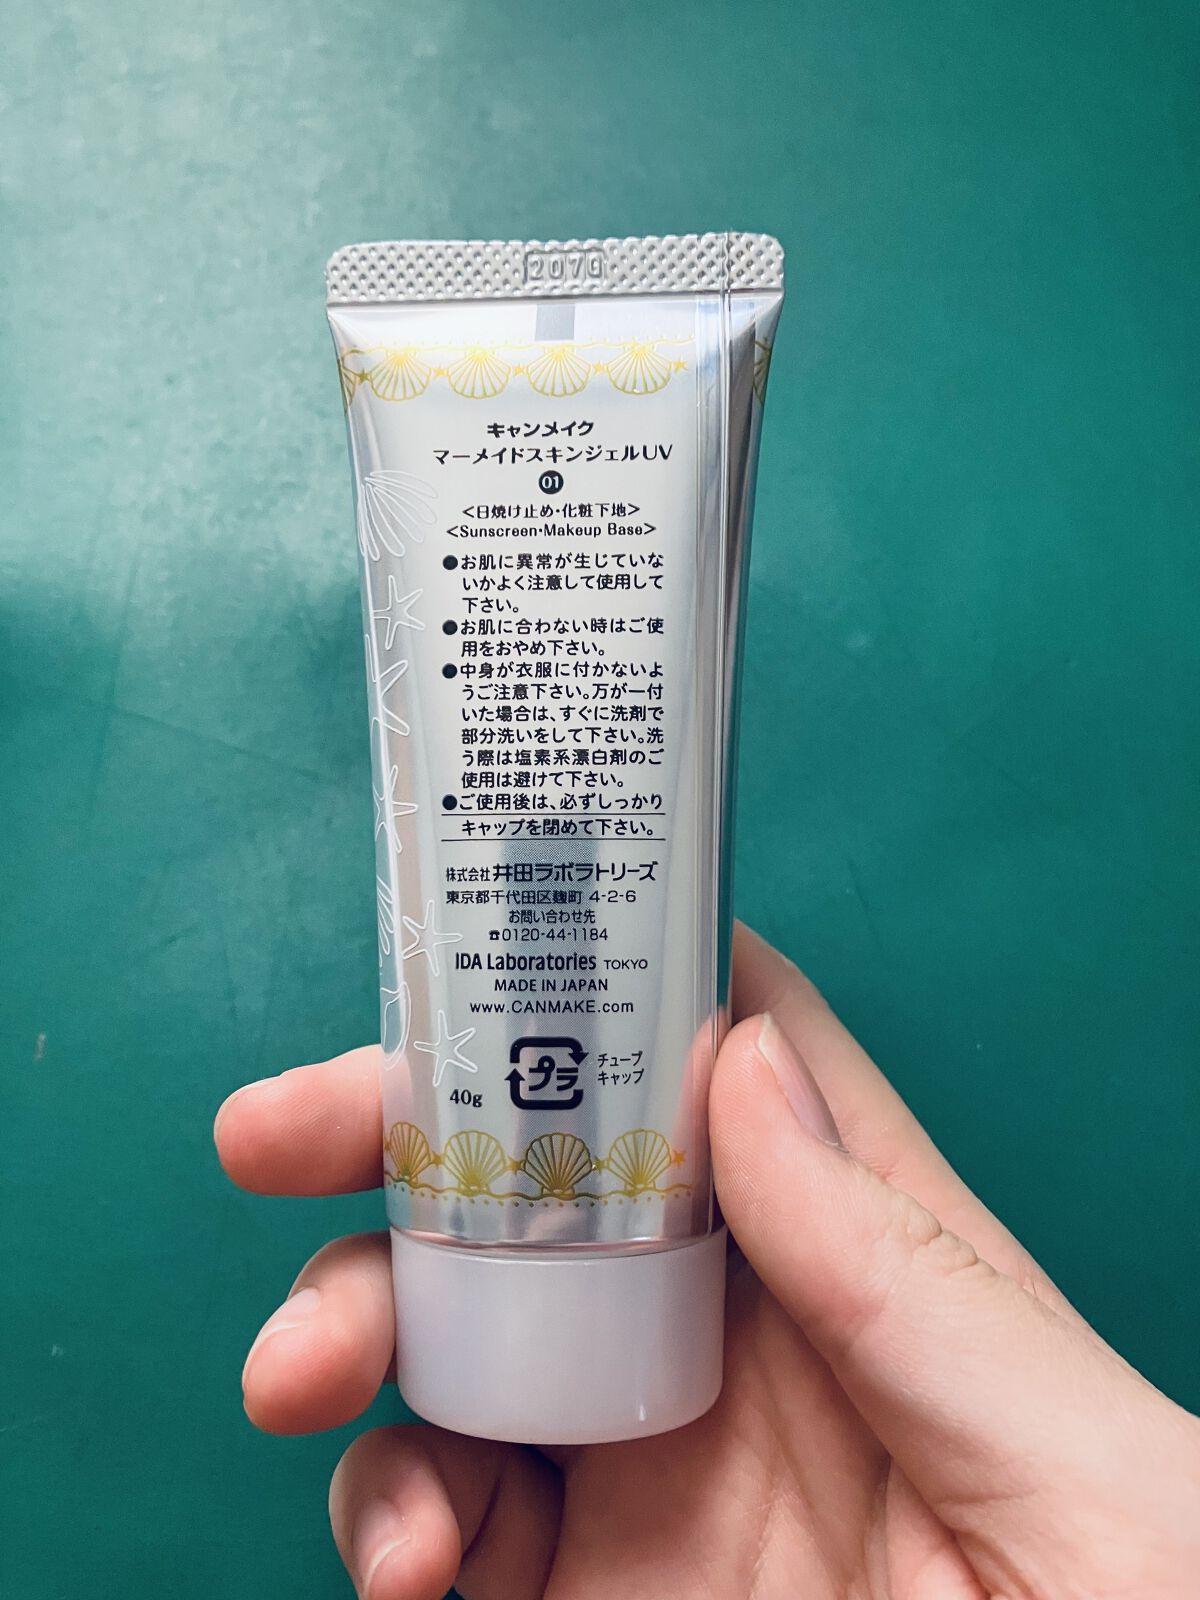 2070
キャンメイク
マーメイドスキンジェルUV
01
<日焼け止め・化粧下地>
<Sunscreen・Makeup Base>
●お肌に異常が生じていな
いかよく注意して使用して
下さい。
●お肌に合わない時はご使
用をおやめ下さい。
●中身が衣服に付かないよ
うご注意下さい。万が一付
いた場合は、すぐに洗剤で
部分洗いをして下さい。洗
う際は塩素系漂白剤のご
使用は避けて下さい。
●ご使用後は、必ずしっかり
キャップを閉めて下さい。
株式会社 井田ラボラトリーズ
東京都千代田区麹町 4-2-6
お問い合わせ先
☎0120-44-1184
IDA Laboratories TOKYO
MADE IN JAPAN
www.CANMAKE.com
プラ
チューブ
キャップ
40g